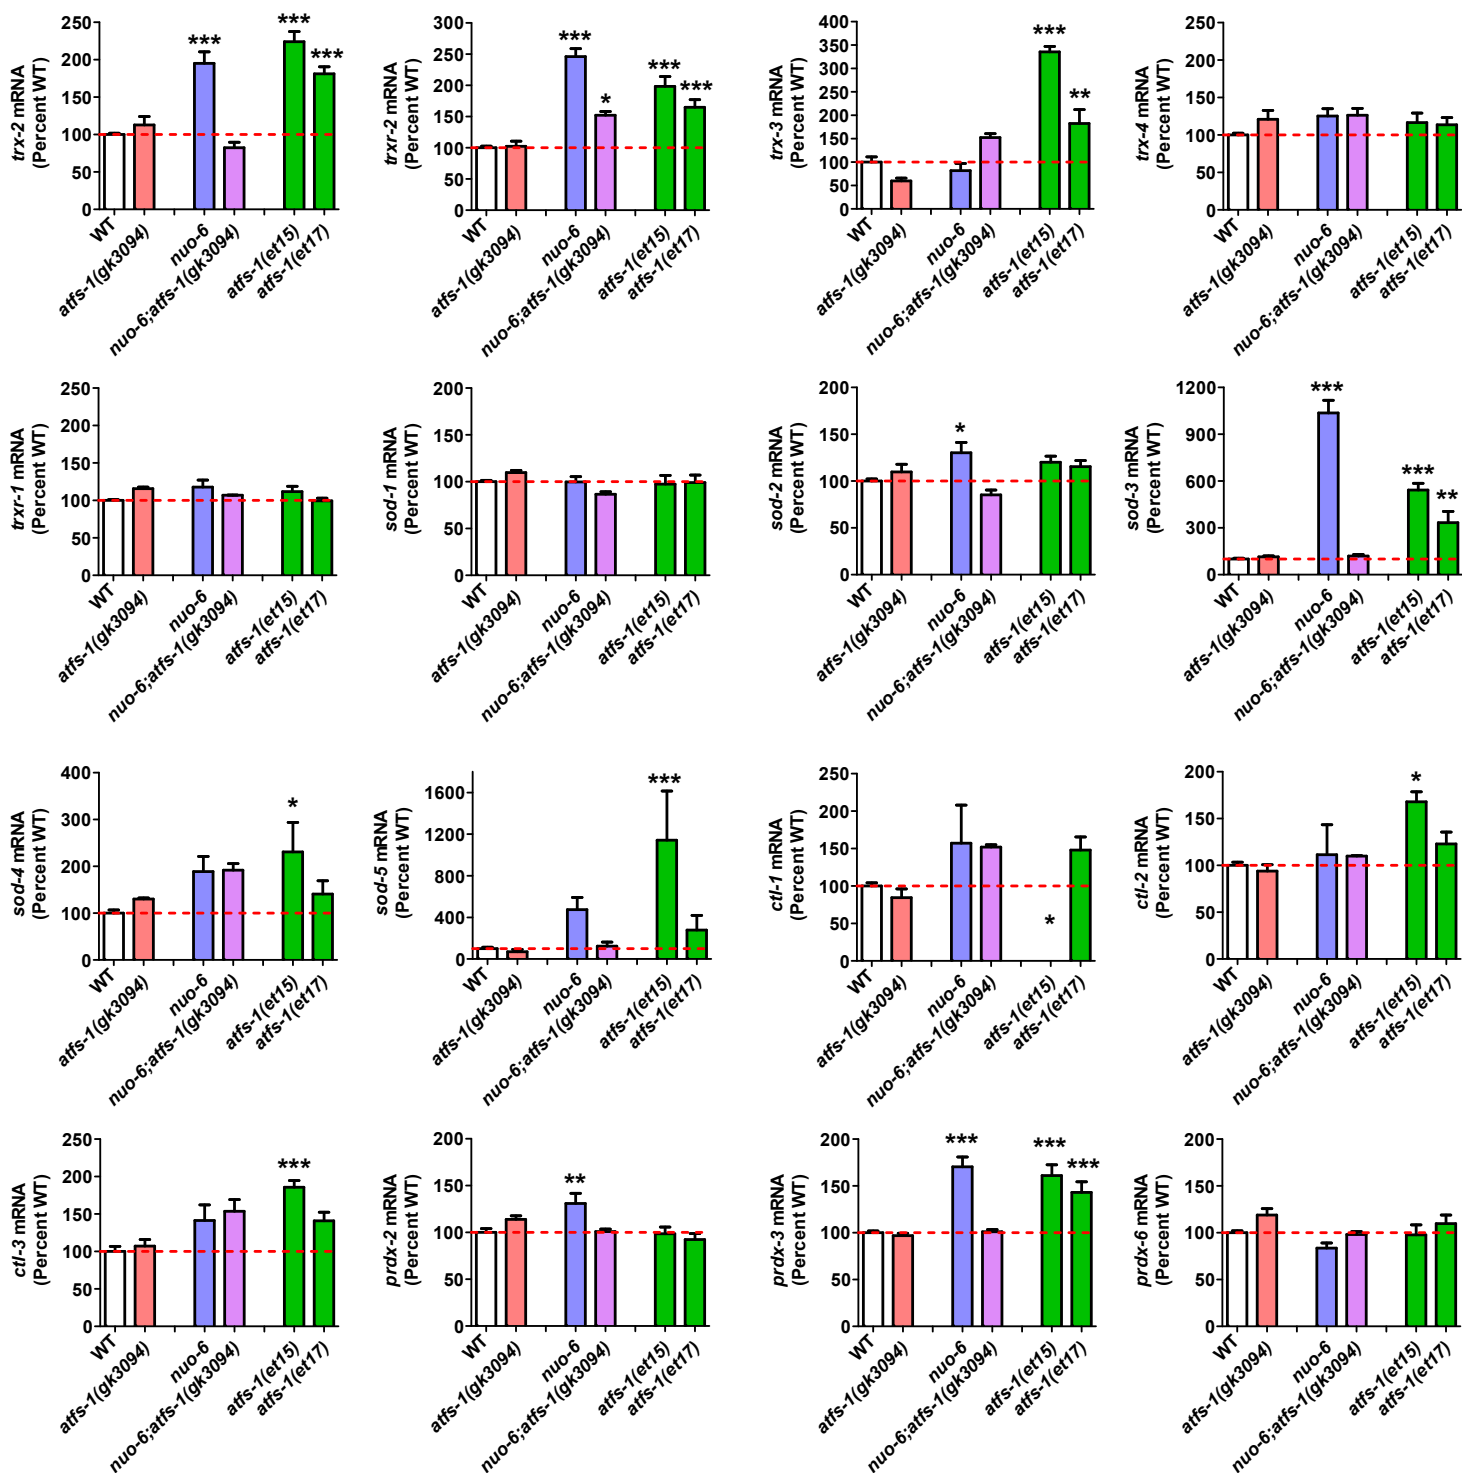 trx-2 mRNA
(Percent WT)
250
200
150
100
50
0
***
***
***
WT
atfs-1(gk3094)
nuo-6
nuo-6;atfs-1(gk3094)
atfs-1(et15)
atfs-1(et17)
trxr-2 mRNA
(Percent WT)
300
250
200
150
100
50
0
***
*
***
***
WT
atfs-1(gk3094)
nuo-6
nuo-6;atfs-1(gk3094)
atfs-1(et15)
atfs-1(et17)
trx-3 mRNA
(Percent WT)
400
350
300
250
200
150
100
50
0
***
**
WT
atfs-1(gk3094)
nuo-6
nuo-6;atfs-1(gk3094)
atfs-1(et15)
atfs-1(et17)
trx-4 mRNA
(Percent WT)
250
200
150
100
50
0
WT
atfs-1(gk3094)
nuo-6
nuo-6;atfs-1(gk3094)
atfs-1(et15)
atfs-1(et17)
trxr-1 mRNA
(Percent WT)
250
200
150
100
50
0
WT
atfs-1(gk3094)
nuo-6
nuo-6;atfs-1(gk3094)
atfs-1(et15)
atfs-1(et17)
sod-1 mRNA
(Percent WT)
200
150
100
50
0
WT
atfs-1(gk3094)
nuo-6
nuo-6;atfs-1(gk3094)
atfs-1(et15)
atfs-1(et17)
sod-2 mRNA
(Percent WT)
200
150
100
50
0
*
WT
atfs-1(gk3094)
nuo-6
nuo-6;atfs-1(gk3094)
atfs-1(et15)
atfs-1(et17)
sod-3 mRNA
(Percent WT)
1200
900
600
300
0
***
***
**
WT
atfs-1(gk3094)
nuo-6
nuo-6;atfs-1(gk3094)
atfs-1(et15)
atfs-1(et17)
sod-4 mRNA
(Percent WT)
400
300
200
100
0
*
WT
atfs-1(gk3094)
nuo-6
nuo-6;atfs-1(gk3094)
atfs-1(et15)
atfs-1(et17)
sod-5 mRNA
(Percent WT)
1600
1200
800
400
0
***
WT
atfs-1(gk3094)
nuo-6
nuo-6;atfs-1(gk3094)
atfs-1(et15)
atfs-1(et17)
ctl-1 mRNA
(Percent WT)
250
200
150
100
50
0
*
WT
atfs-1(gk3094)
nuo-6
nuo-6;atfs-1(gk3094)
atfs-1(et15)
atfs-1(et17)
ctl-2 mRNA
(Percent WT)
200
150
100
50
0
*
WT
atfs-1(gk3094)
nuo-6
nuo-6;atfs-1(gk3094)
atfs-1(et15)
atfs-1(et17)
ctl-3 mRNA
(Percent WT)
250
200
150
100
50
0
***
WT
atfs-1(gk3094)
nuo-6
nuo-6;atfs-1(gk3094)
atfs-1(et15)
atfs-1(et17)
prdx-2 mRNA
(Percent WT)
200
150
100
50
0
**
WT
atfs-1(gk3094)
nuo-6
nuo-6;atfs-1(gk3094)
atfs-1(et15)
atfs-1(et17)
prdx-3 mRNA
(Percent WT)
200
150
100
50
0
***
***
***
WT
atfs-1(gk3094)
nuo-6
nuo-6;atfs-1(gk3094)
atfs-1(et15)
atfs-1(et17)
prdx-6 mRNA
(Percent WT)
200
150
100
50
0
WT
atfs-1(gk3094)
nuo-6
nuo-6;atfs-1(gk3094)
atfs-1(et15)
atfs-1(et17)